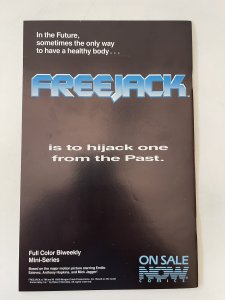 In the Future,
sometimes the only way
to have a healthy body . . .
FREEJACK™
is to hijack one
from the Past.
Full Color Biweekly
Mini-Series
Based on the major motion picture starring Emilio
Estevez, Anthony Hopkins, and Mick Jagger
ON SALE
NOW
COMICS